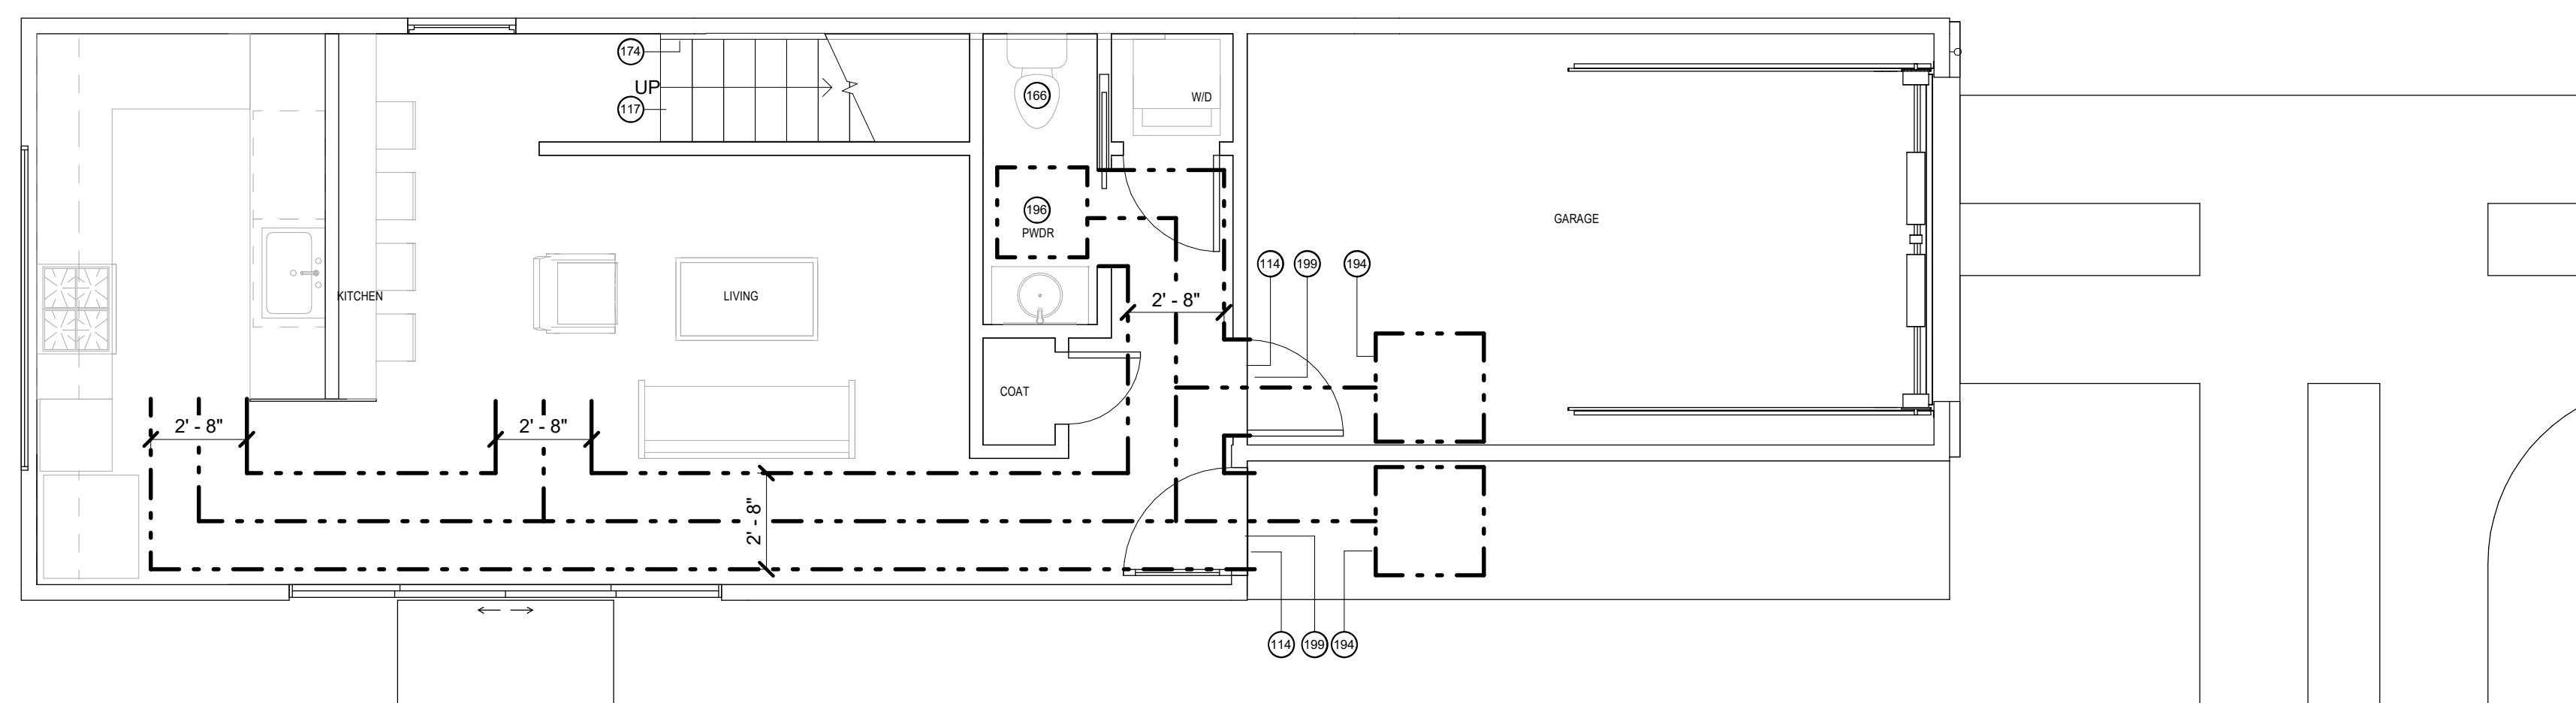 174
UP
117
166
W/D
196
PWDR
GARAGE
114
199
194
KITCHEN
LIVING
2' - 8"
COAT
2' - 8"
2' - 8"
2' - 8"
114
199
194